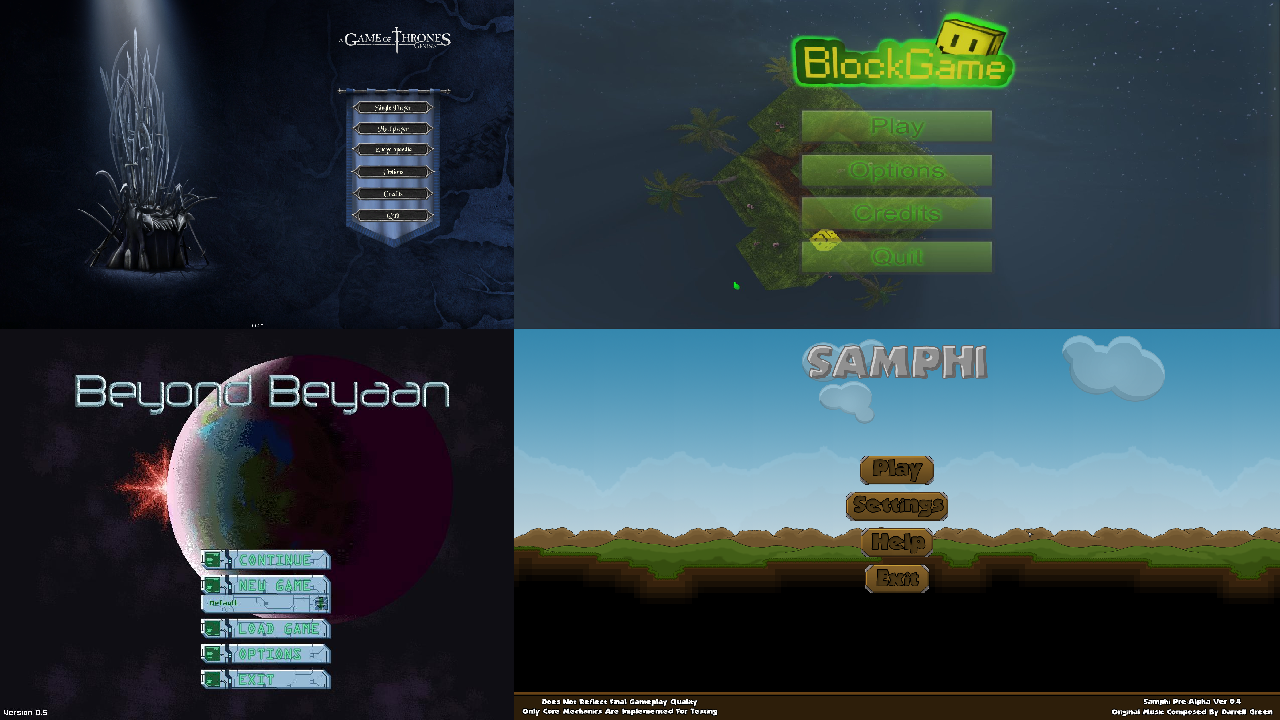 A GAME OF THRONES
GENESIS
Single Player
Multiplayer
Encyclopedia
Options
Credits
Quit
BlockGame
Play
Options
Credits
Quit
Beyond Beyaan
CONTINUE
NEW GAME
Default
LOAD GAME
OPTIONS
EXIT
Version 0.5
SAMPHI
Play
Settings
Help
Exit
Does Not Reflect Final Gameplay Quality
Only Core Mechanics Are Implemented For Testing
Samphi Pre Alpha Ver 0.4
Original Music Composed By Darrell Green